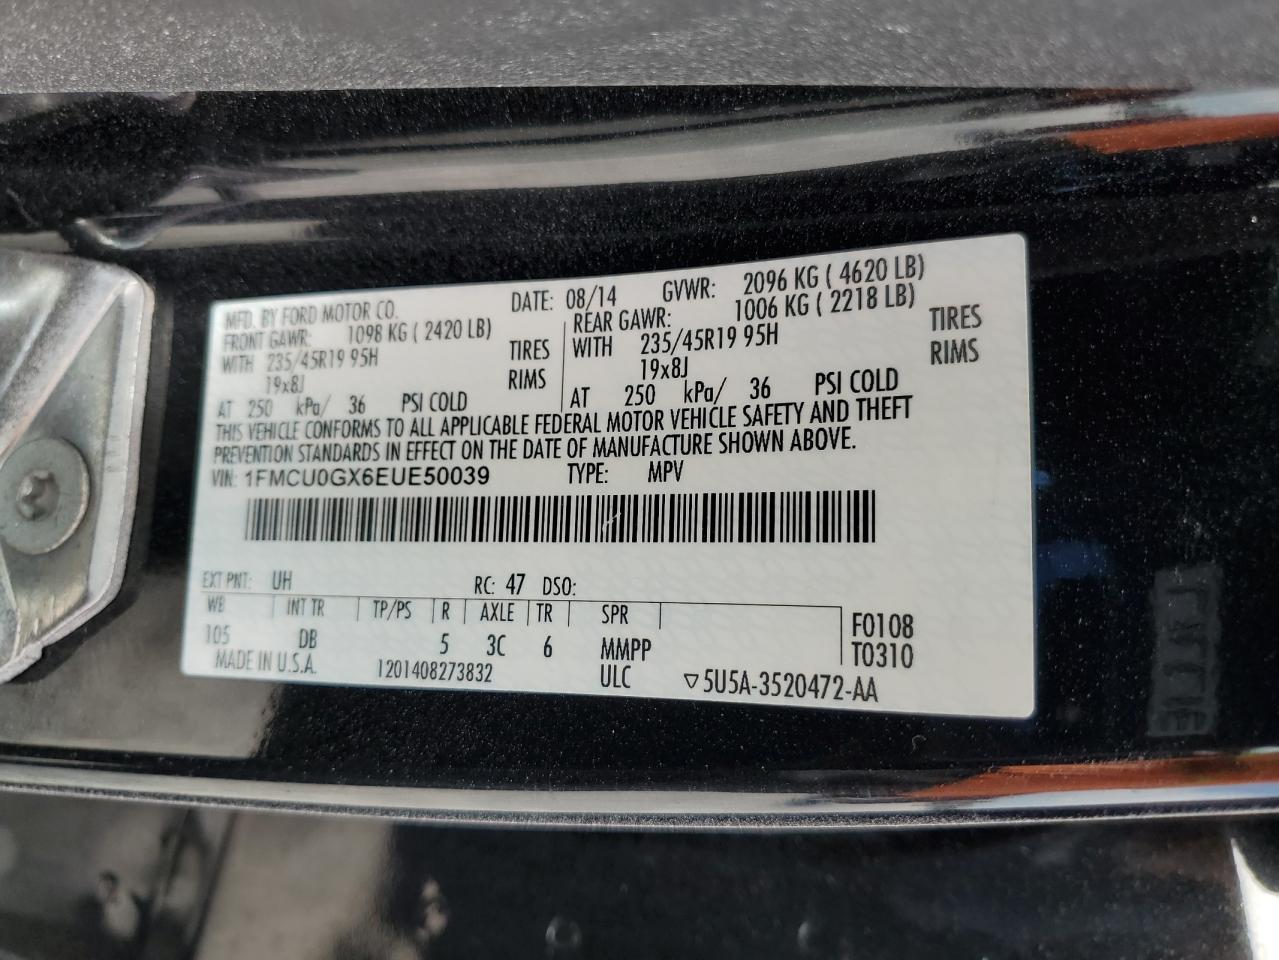 MFD. BY FORD MOTOR CO. DATE: 08/14 GVWR: 2096 KG ( 4620 LB)
FRONT GAWR: 1098 KG ( 2420 LB) REAR GAWR: 1006 KG ( 2218 LB)
WITH 235/45R19 95H TIRES WITH 235/45R19 95H TIRES
19x8J RIMS 19x8J RIMS
AT 250 kPa/ 36 PSI COLD AT 250 kPa/ 36 PSI COLD
THIS VEHICLE CONFORMS TO ALL APPLICABLE FEDERAL MOTOR VEHICLE SAFETY AND THEFT
PREVENTION STANDARDS IN EFFECT ON THE DATE OF MANUFACTURE SHOWN ABOVE.
VIN: 1FMCU0GX6EUE50039 TYPE: MPV
EXT PNT: UH RC: 47 DSO:
WB INT TR TP/PS R AXLE TR SPR F0108
105 DB 5 3C 6 MMPP T0310
MADE IN U.S.A. 1201408273832 ULC ▽5U5A-3520472-AA